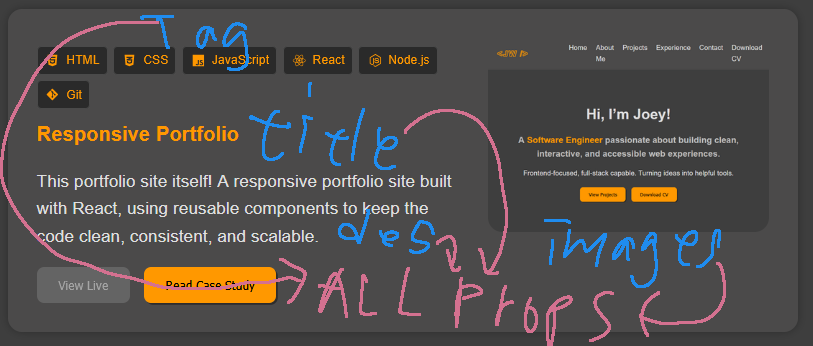 Tag
HTML CSS JavaScript React Node.js
Git
Responsive Portfolio
title
This portfolio site itself! A responsive portfolio site built
with React, using reusable components to keep the
code clean, consistent, and scalable.
des
View Live Read Case Study
Home About Me Projects Experience Contact Download CV
Hi, I'm Joey!
A Software Engineer passionate about building clean,
interactive, and accessible web experiences.
Frontend-focused, full-stack capable. Turning ideas into helpful tools.
View Projects Download CV
images
ALL Props